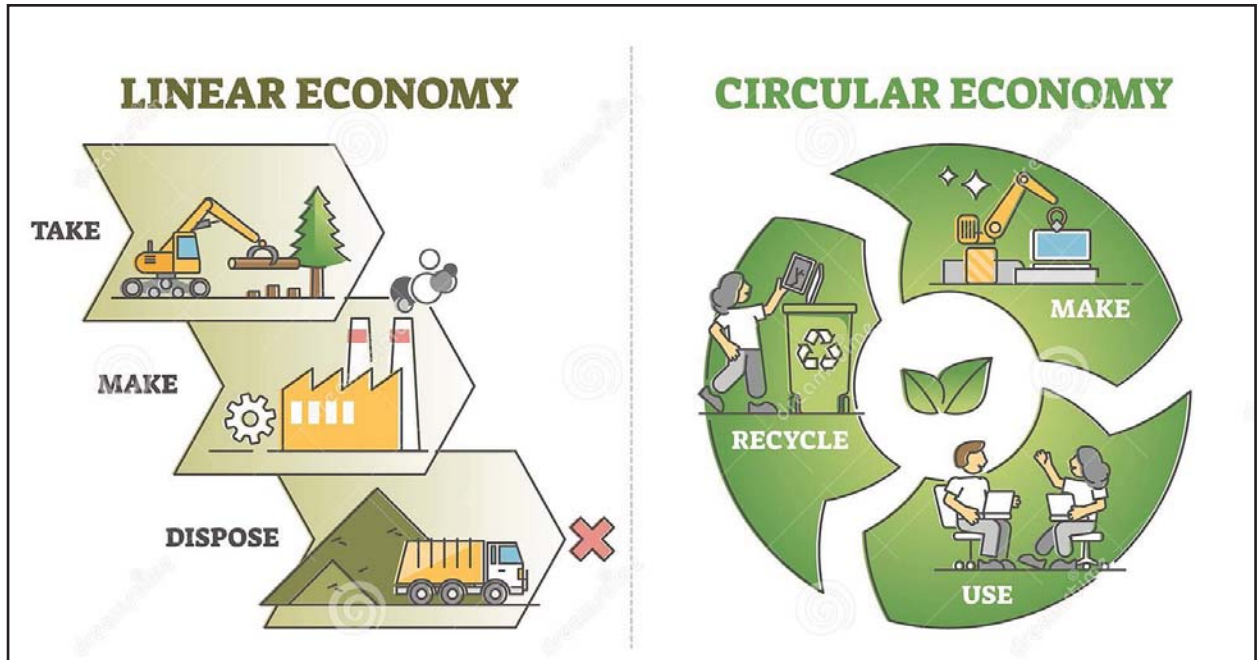 LINEAR ECONOMY
TAKE
MAKE
DISPOSE
CIRCULAR ECONOMY
MAKE
RECYCLE
USE